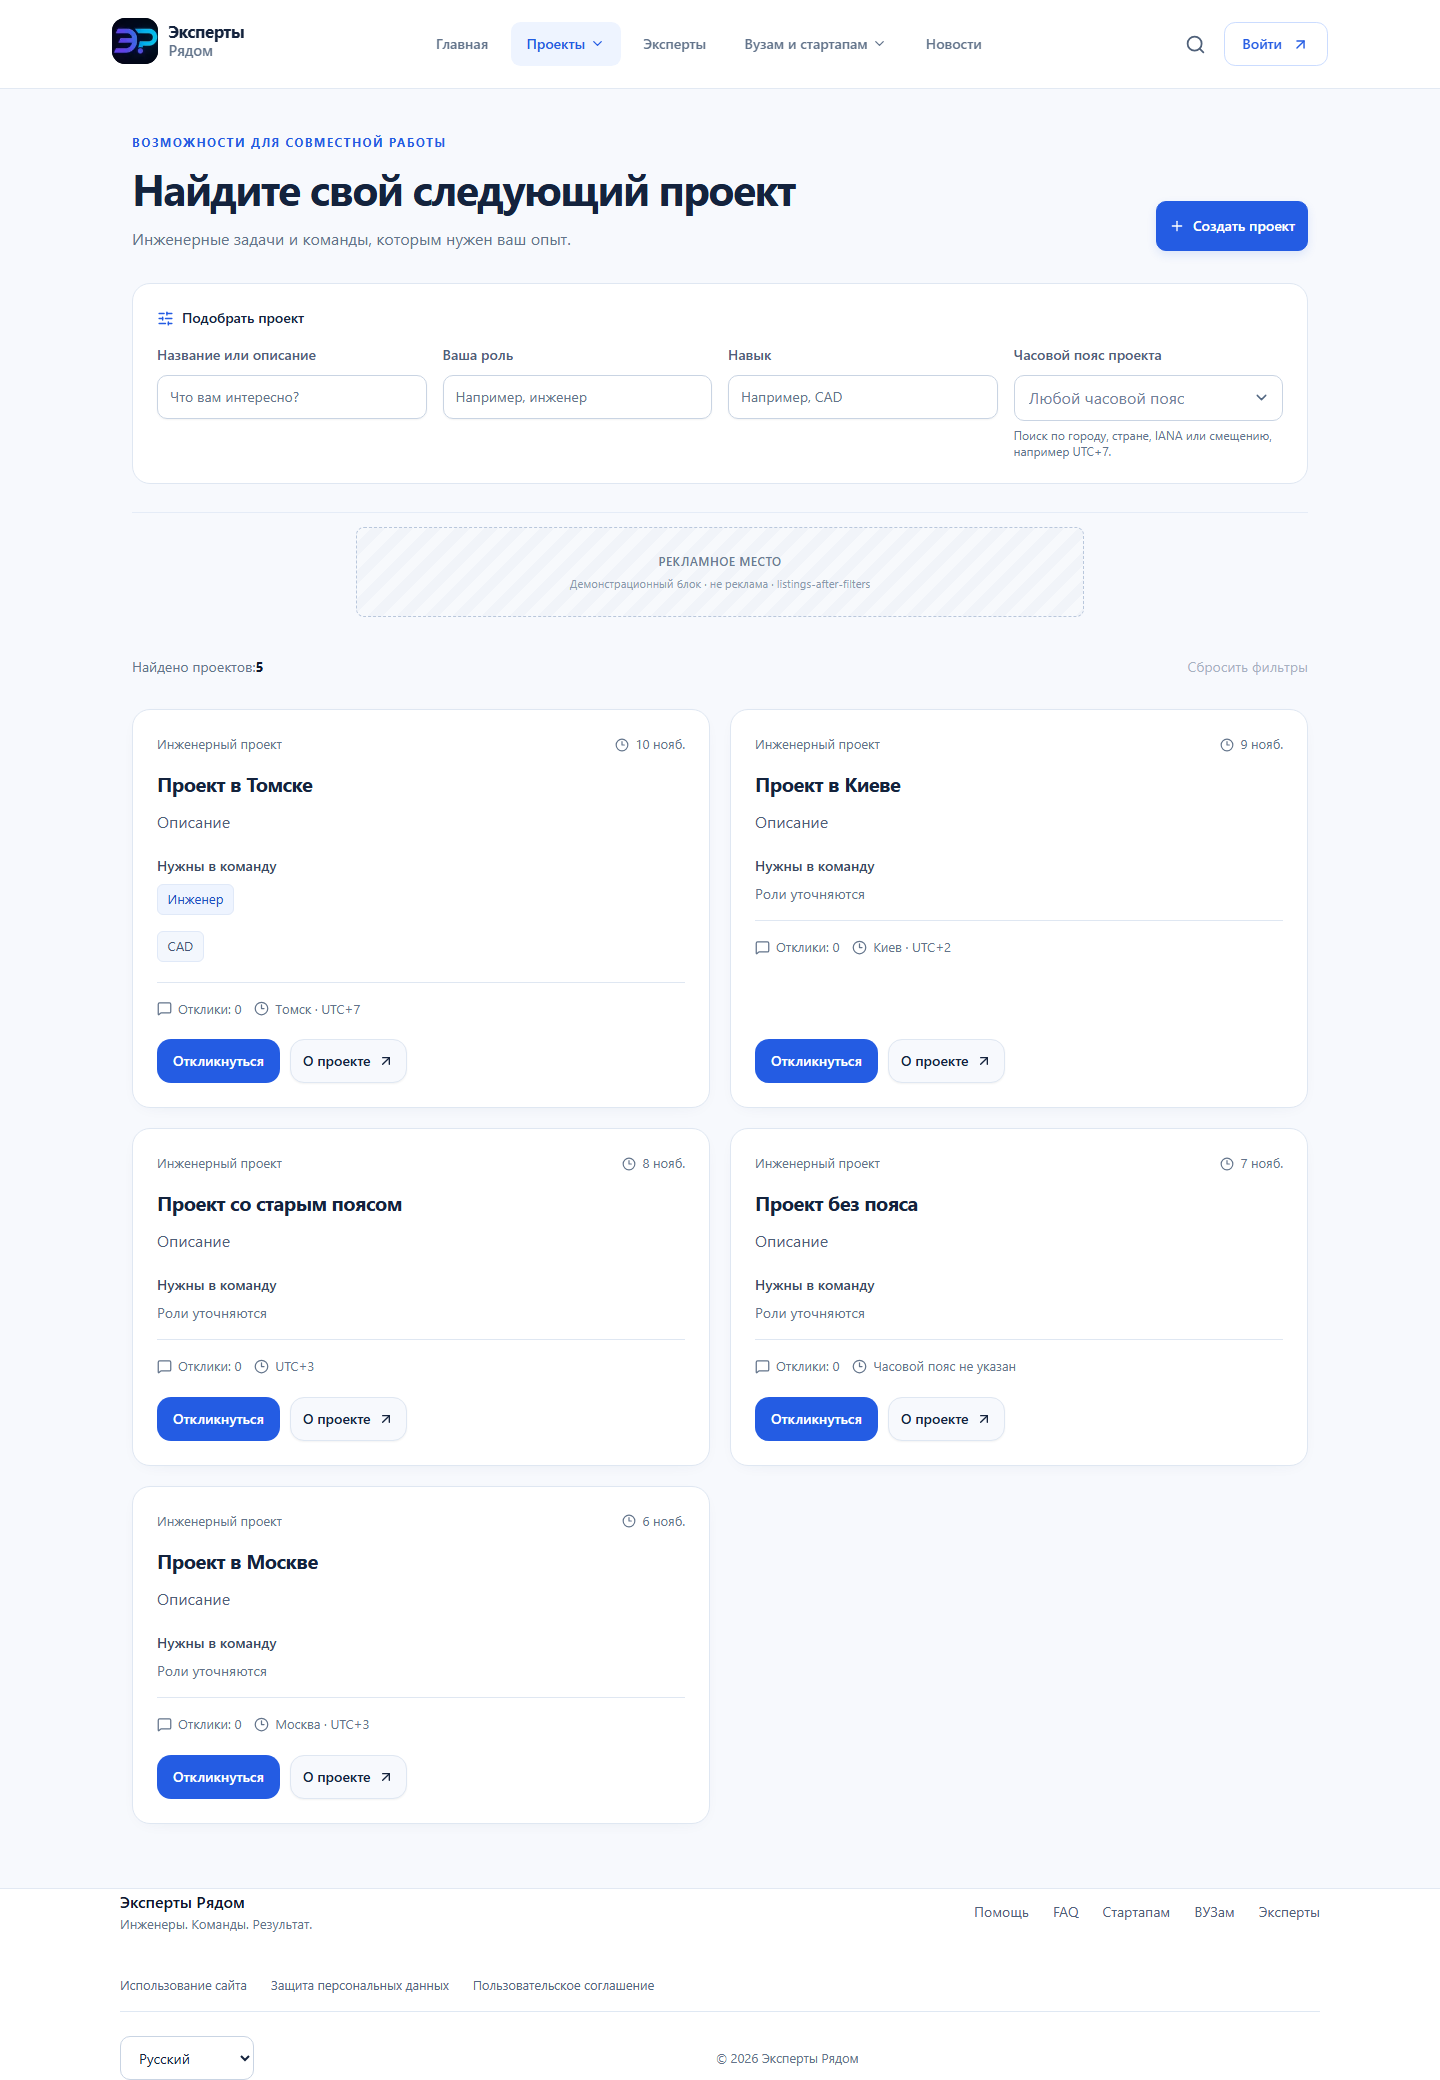 ЭР
Эксперты
Рядом
Главная
Проекты
Эксперты
Вузам и стартапам
Новости
Войти
ВОЗМОЖНОСТИ ДЛЯ СОВМЕСТНОЙ РАБОТЫ
Найдите свой следующий проект
Инженерные задачи и команды, которым нужен ваш опыт.
Создать проект
Подобрать проект
Название или описание
Что вам интересно?
Ваша роль
Например, инженер
Навык
Например, CAD
Часовой пояс проекта
Любой часовой пояс
Поиск по городу, стране, IANA или смещению,
например UTC+7.
РЕКЛАМНОЕ МЕСТО
Демонстрационный блок · не реклама · listings-after-filters
Найдено проектов:5
Сбросить фильтры
Инженерный проект
10 нояб.
Проект в Томске
Описание
Нужны в команду
Инженер
CAD
Отклики: 0
Томск · UTC+7
Откликнуться
О проекте
Инженерный проект
9 нояб.
Проект в Киеве
Описание
Нужны в команду
Роли уточняются
Отклики: 0
Киев · UTC+2
Откликнуться
О проекте
Инженерный проект
8 нояб.
Проект со старым поясом
Описание
Нужны в команду
Роли уточняются
Отклики: 0
UTC+3
Откликнуться
О проекте
Инженерный проект
7 нояб.
Проект без пояса
Описание
Нужны в команду
Роли уточняются
Отклики: 0
Часовой пояс не указан
Откликнуться
О проекте
Инженерный проект
6 нояб.
Проект в Москве
Описание
Нужны в команду
Роли уточняются
Отклики: 0
Москва · UTC+3
Откликнуться
О проекте
Эксперты Рядом
Инженеры. Команды. Результат.
Помощь
FAQ
Стартапам
ВУЗам
Эксперты
Использование сайта
Защита персональных данных
Пользовательское соглашение
Русский
© 2026 Эксперты Рядом